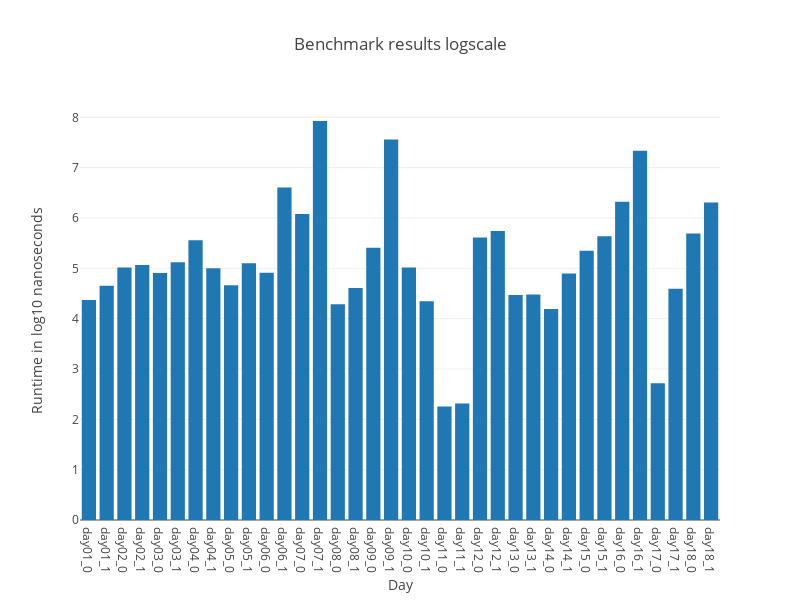 Benchmark results logscale
8
7
6
5
4
3
2
1
0
Runtime in log10 nanoseconds
day01_0
day01_1
day02_0
day02_1
day03_0
day03_1
day04_0
day04_1
day05_0
day05_1
day06_0
day06_1
day07_0
day07_1
day08_0
day08_1
day09_0
day09_1
day10_0
day10_1
day11_0
day11_1
day12_0
day12_1
day13_0
day13_1
day14_0
day14_1
day15_0
day15_1
day16_0
day16_1
day17_0
day17_1
day18_0
day18_1
Day